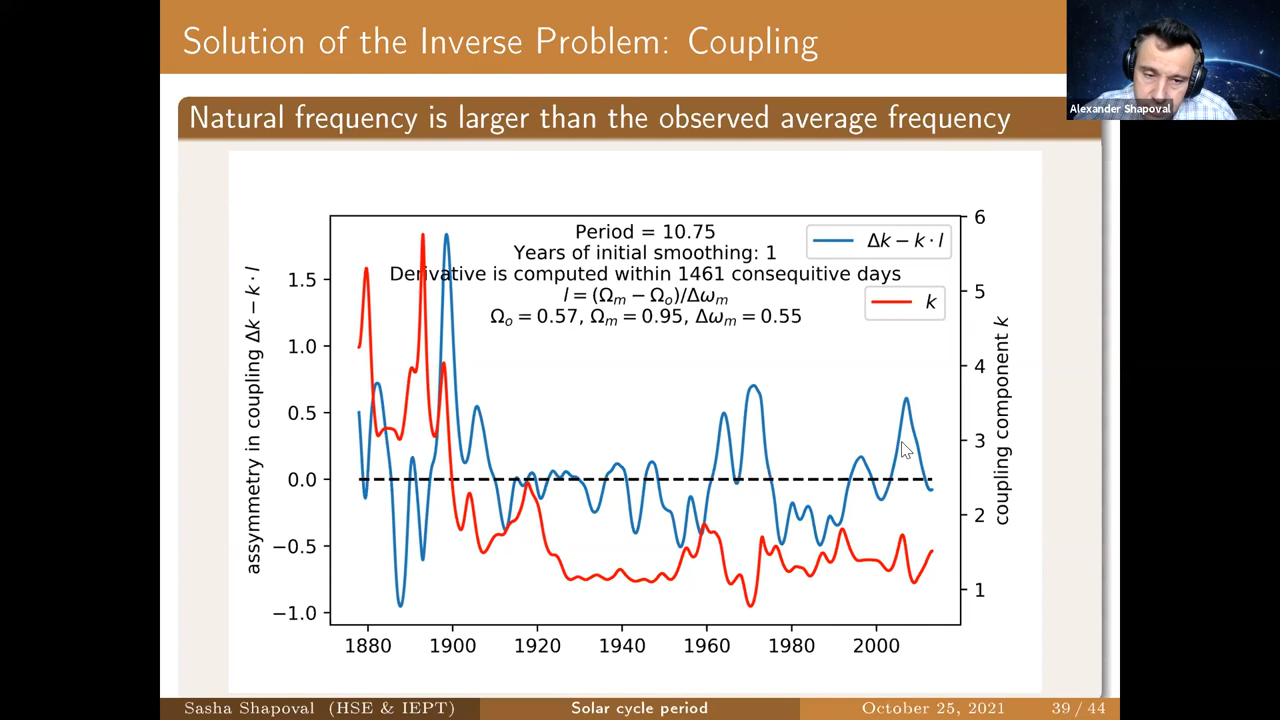 Solution of the Inverse Problem: Coupling
Alexander Shapoval
Natural frequency is larger than the observed average frequency
Period = 10.75
Years of initial smoothing: 1
Derivative is computed within 1461 consequitive days
l = (Ωₘ − Ωₒ)/Δωₘ
Ωₒ = 0.57, Ωₘ = 0.95, Δωₘ = 0.55
Δk − k · l
k
assymmetry in coupling Δk − k · l
1.5
1.0
0.5
0.0
−0.5
−1.0
6
5
4
3
2
1
coupling component k
1880 1900 1920 1940 1960 1980 2000
Sasha Shapoval (HSE & IEPT) Solar cycle period October 25, 2021 39 / 44